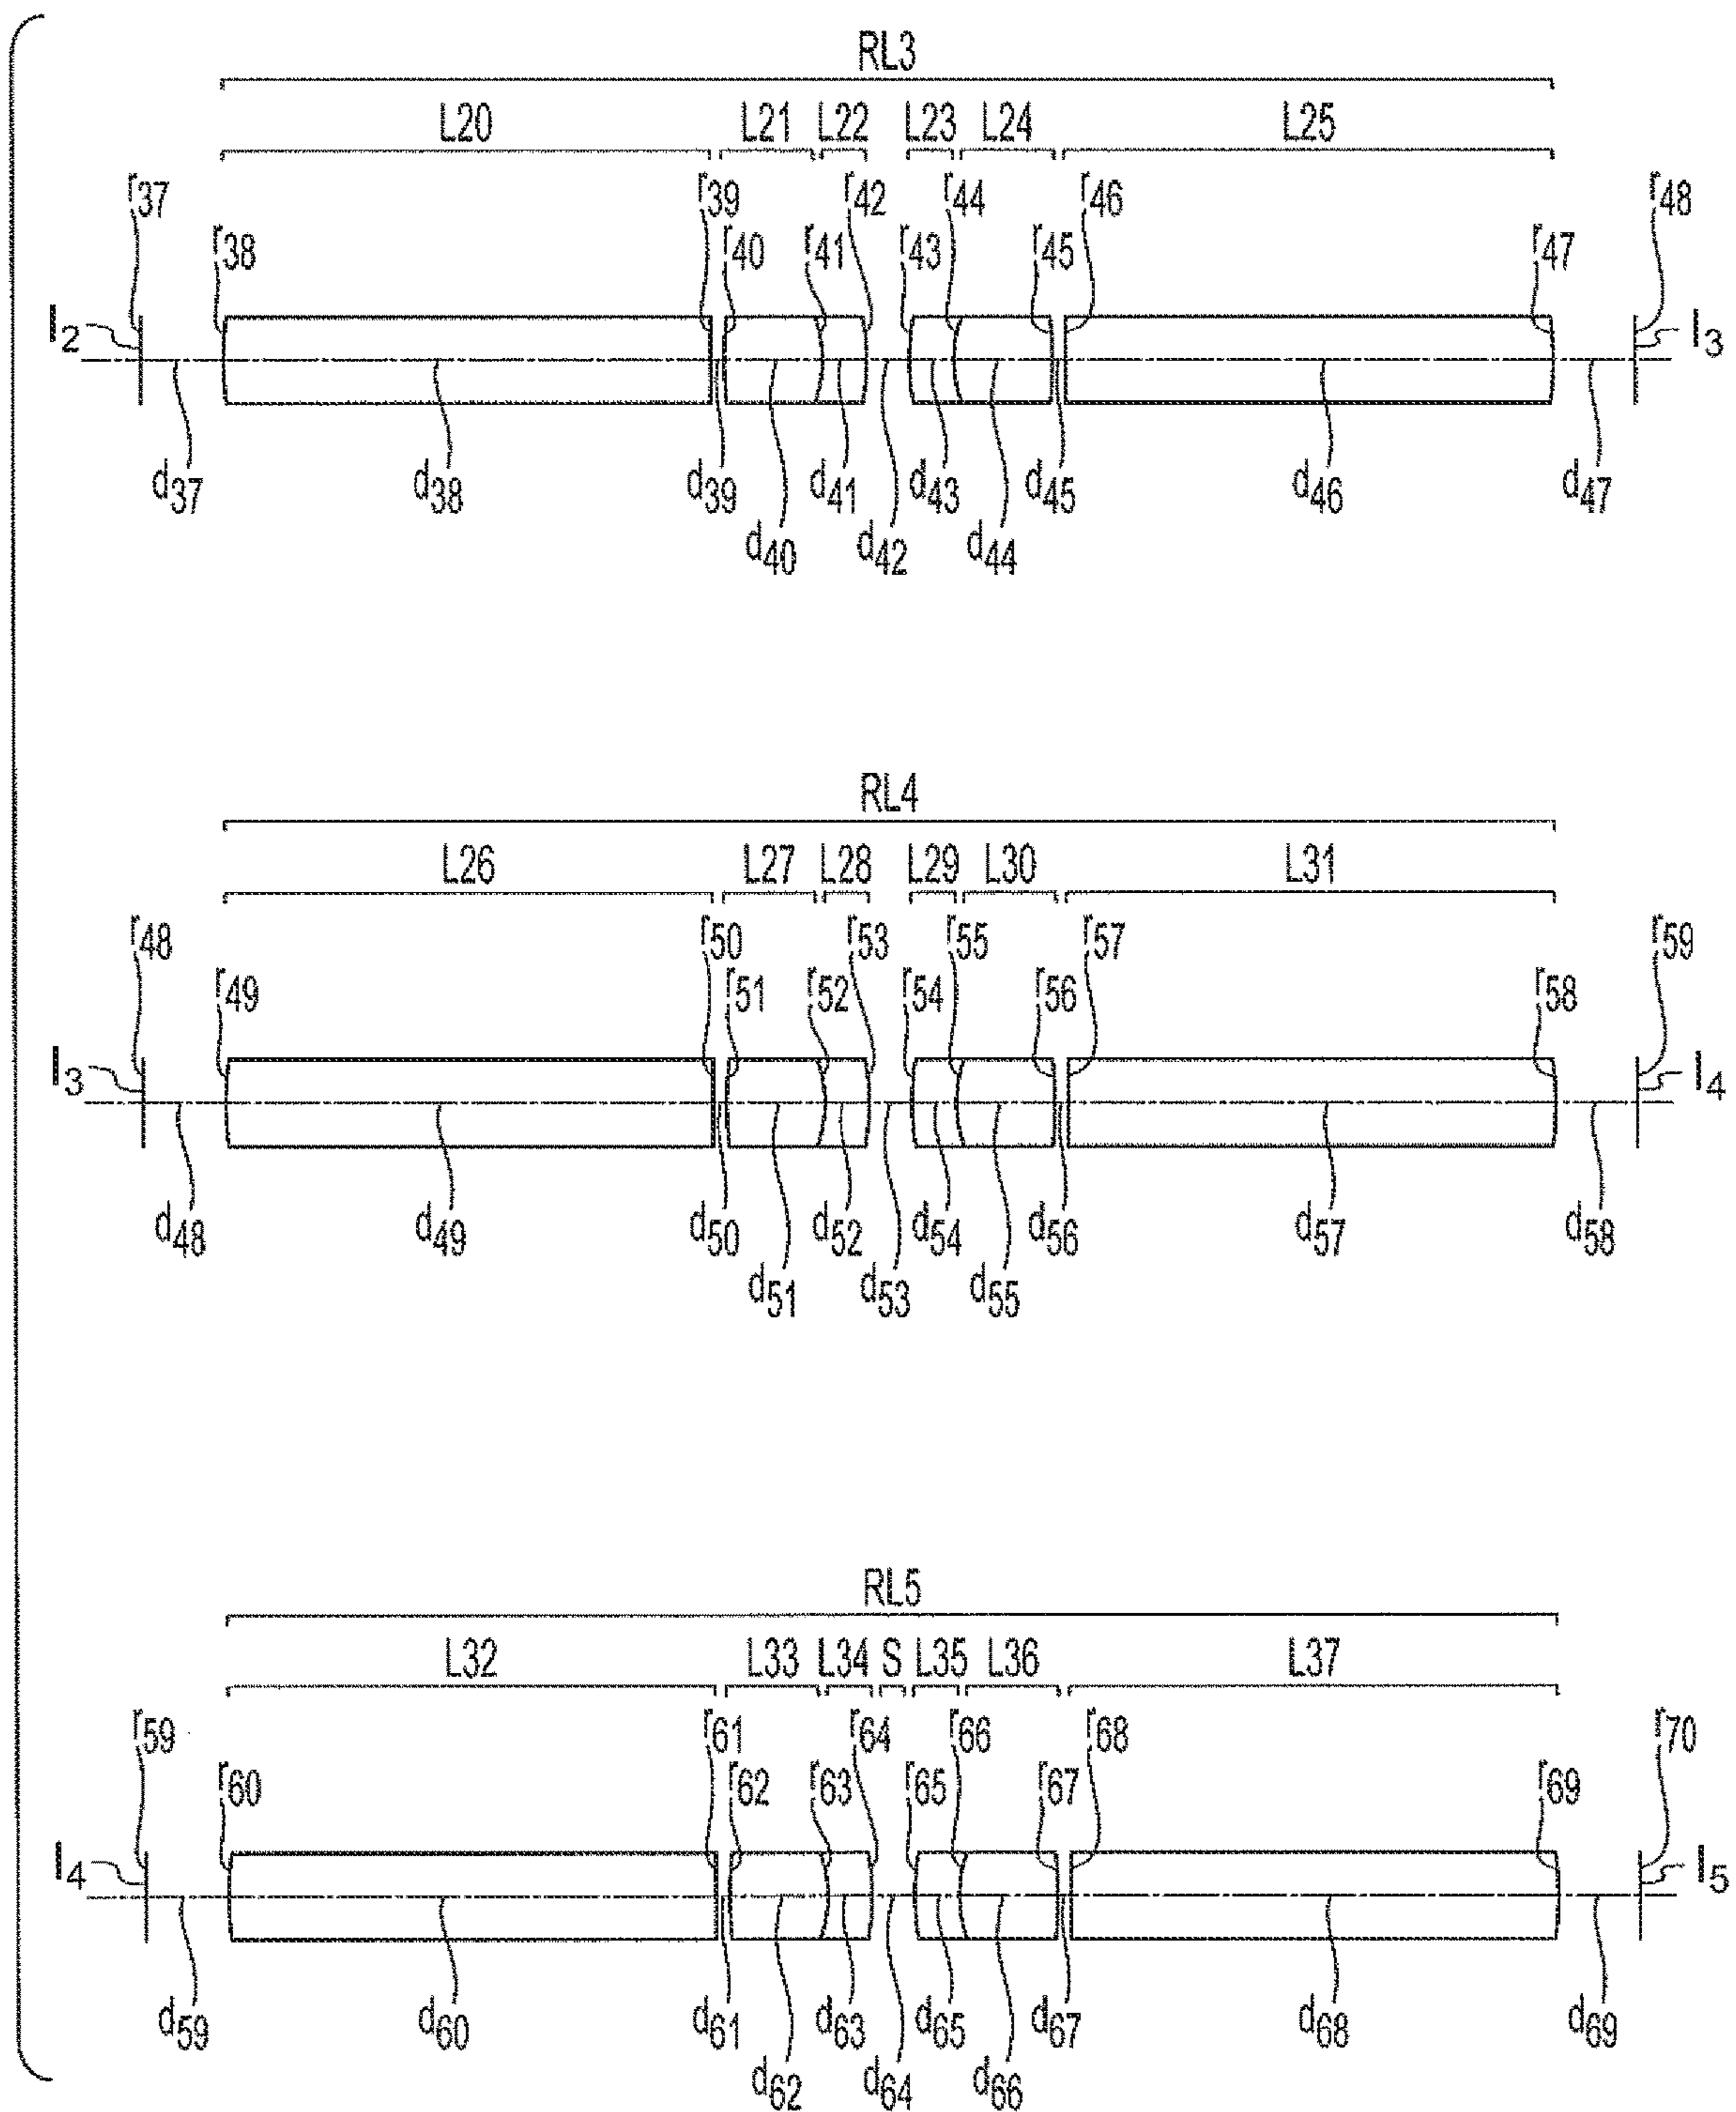 RL3
L20 L21 L22 L23 L24 L25
r37 r39 r42 r44 r46 r48
r38 r40 r41 r43 r45 r47
I2 I3
d37 d38 d39 d41 d43 d45 d46 d47
d40 d42 d44
RL4
L26 L27 L28 L29 L30 L31
r48 r50 r53 r55 r57 r59
r49 r51 r52 r54 r56 r58
I3 I4
d48 d49 d50 d52 d54 d56 d57 d58
d51 d53 d55
RL5
L32 L33 L34 S L35 L36 L37
r59 r61 r64 r66 r68 r70
r60 r62 r63 r65 r67 r69
I4 I5
d59 d60 d61 d63 d65 d67 d68 d69
d62 d64 d66